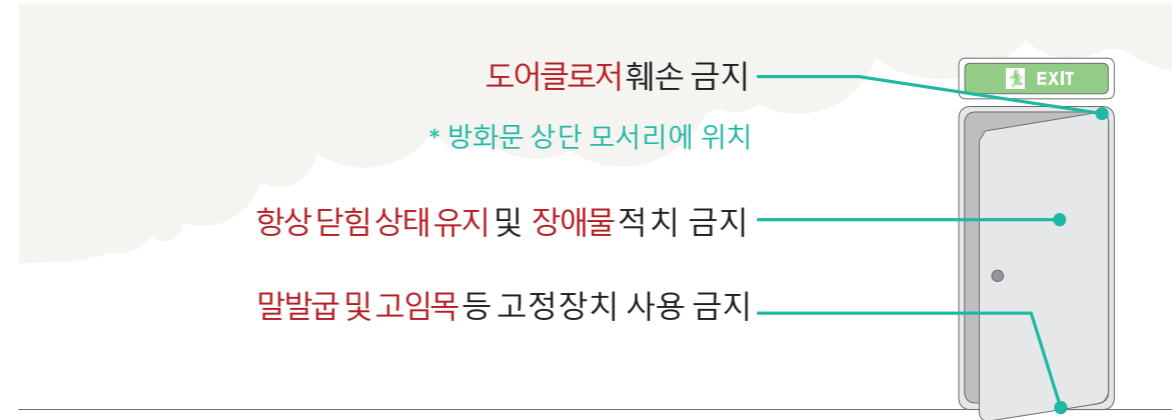 도어클로저 훼손 금지
EXIT
* 방화문 상단 모서리에 위치
항상 닫힘 상태 유지 및 장애물 적치 금지
말발굽 및 고임목 등 고정장치 사용 금지